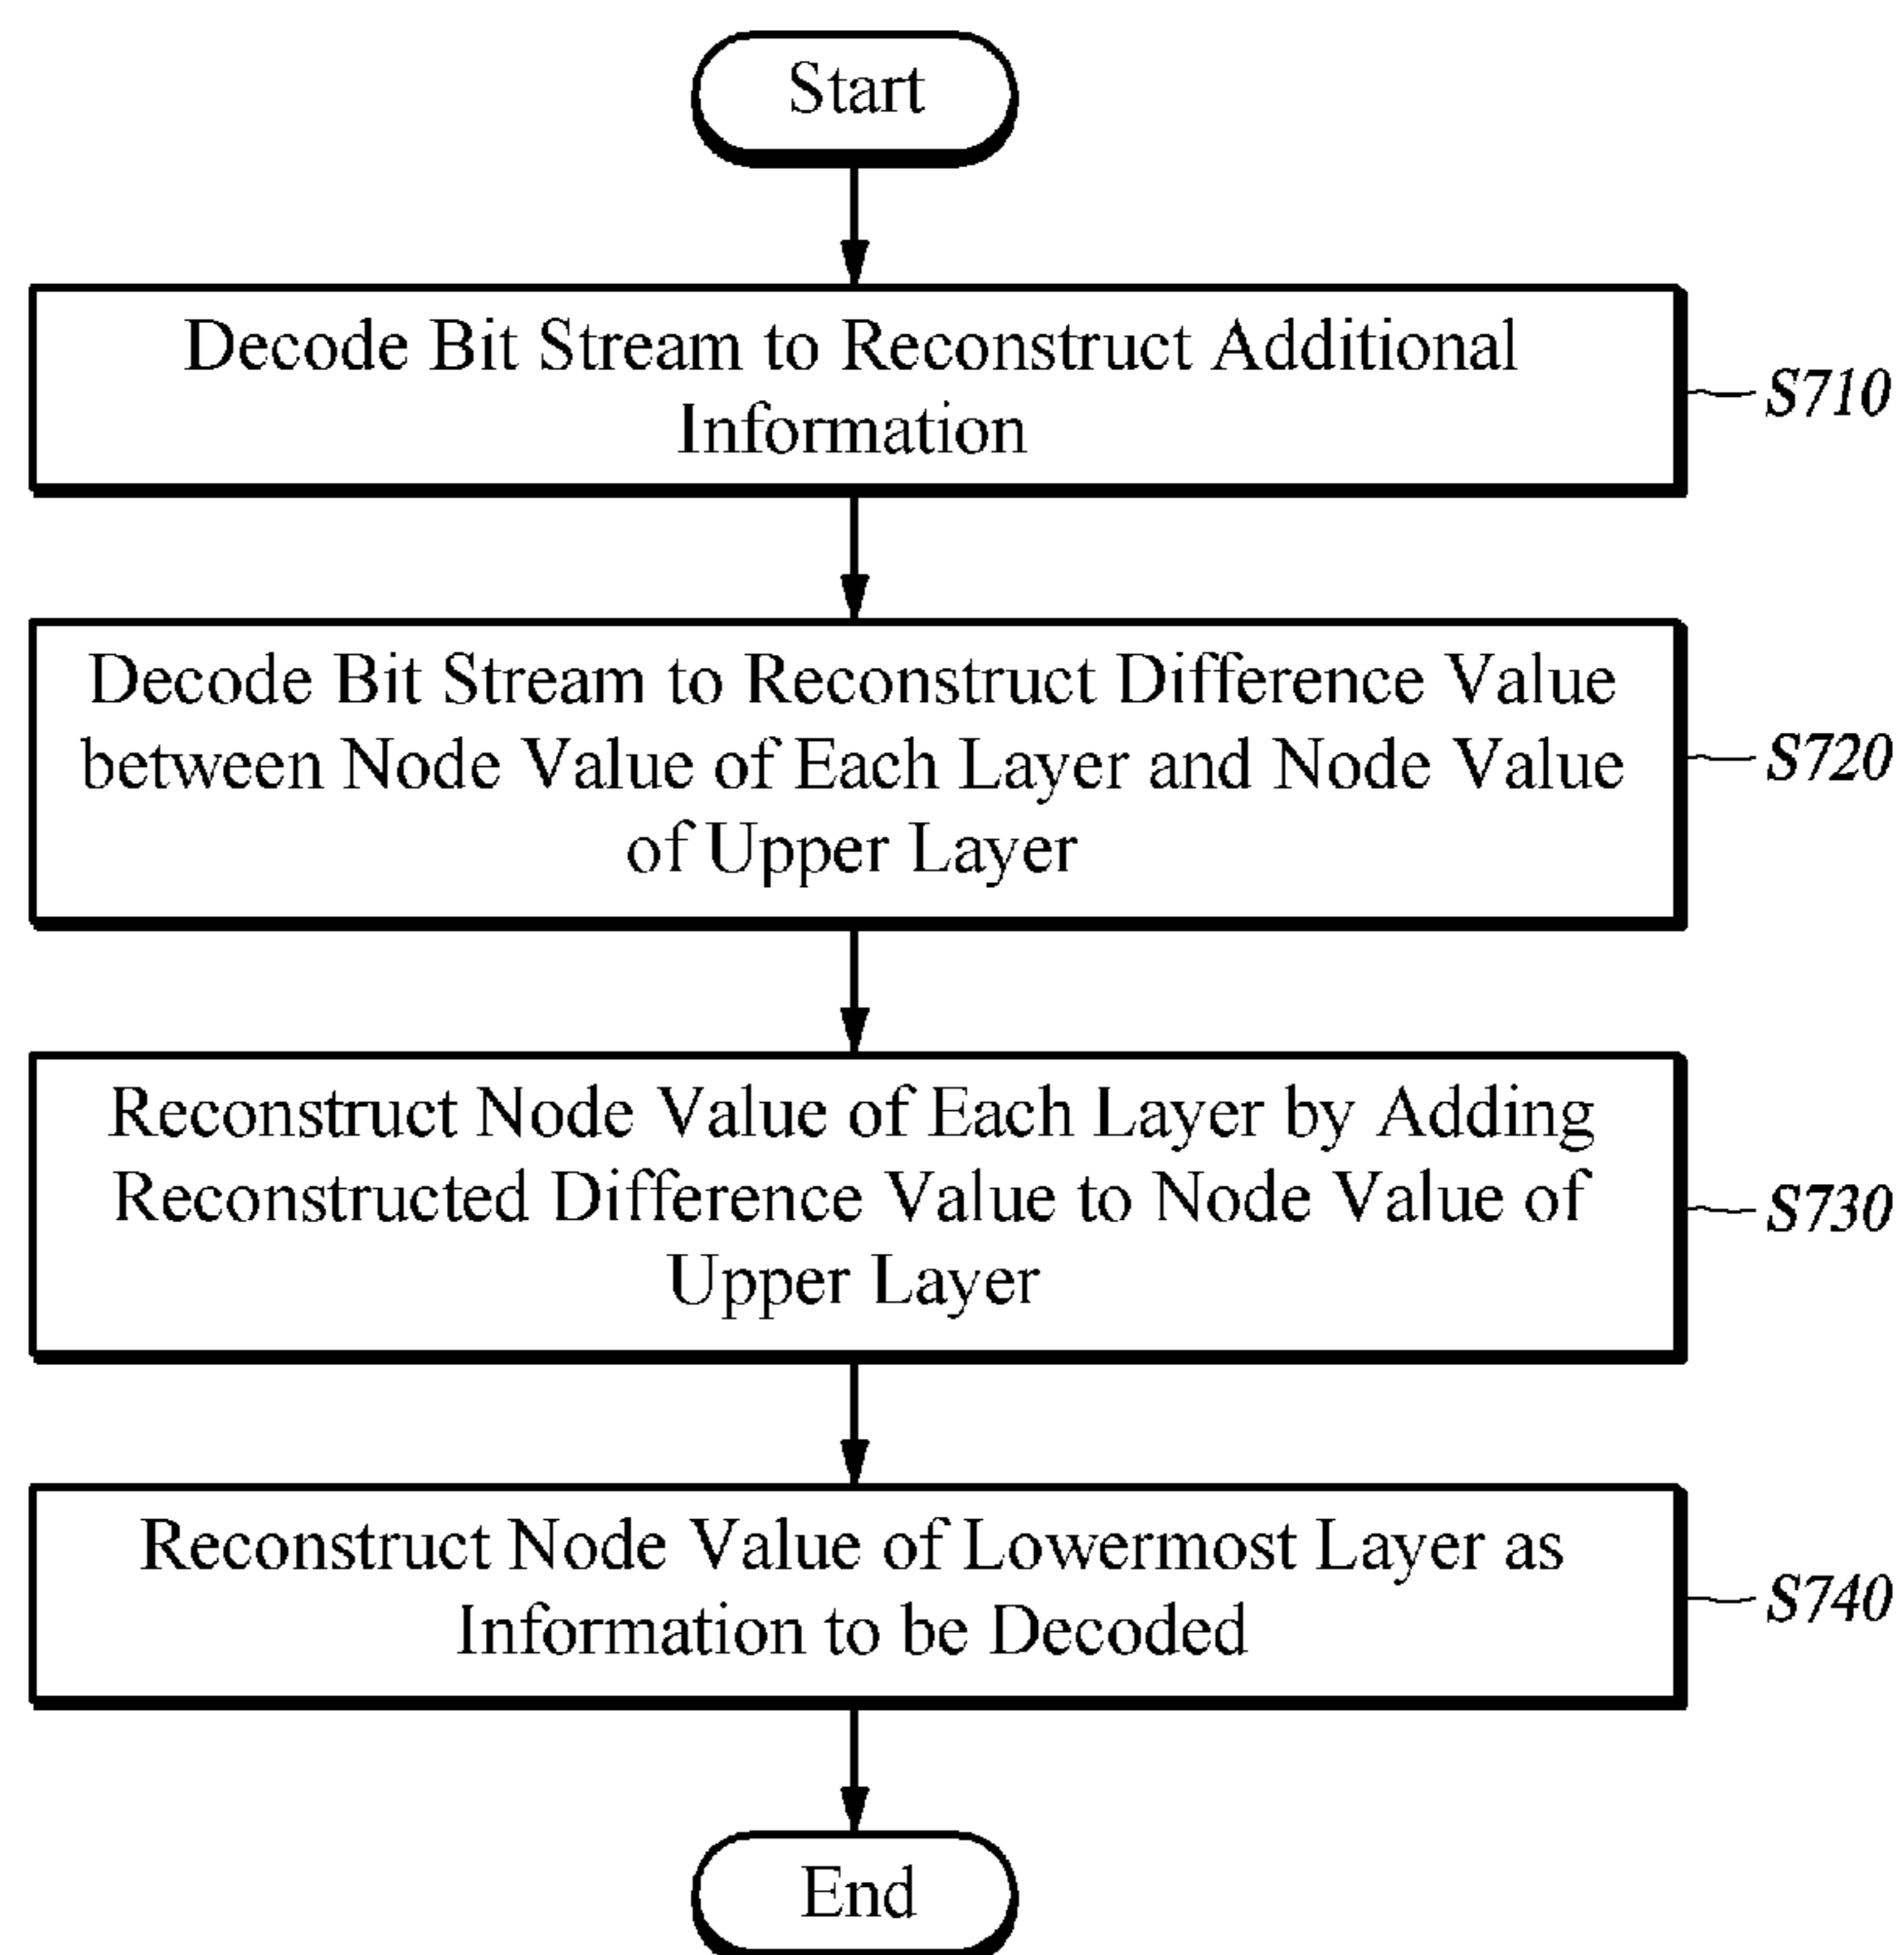 Start
Decode Bit Stream to Reconstruct Additional
Information
S710
Decode Bit Stream to Reconstruct Difference Value
between Node Value of Each Layer and Node Value
of Upper Layer
S720
Reconstruct Node Value of Each Layer by Adding
Reconstructed Difference Value to Node Value of
Upper Layer
S730
Reconstruct Node Value of Lowermost Layer as
Information to be Decoded
S740
End